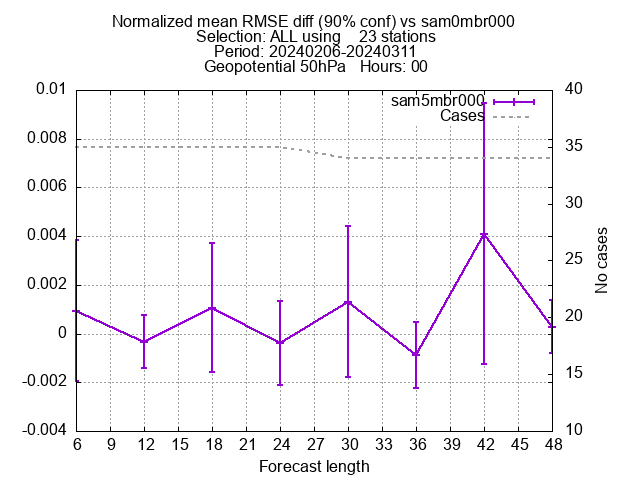 Normalized mean RMSE diff (90% conf) vs sam0mbr000
Selection: ALL using    23 stations
Period: 20240206-20240311
Geopotential 50hPa   Hours: 00
sam5mbr000
Cases
0.01
0.008
0.006
0.004
0.002
0
-0.002
-0.004
40
35
30
25
20
15
10
No cases
6 9 12 15 18 21 24 27 30 33 36 39 42 45 48
Forecast length